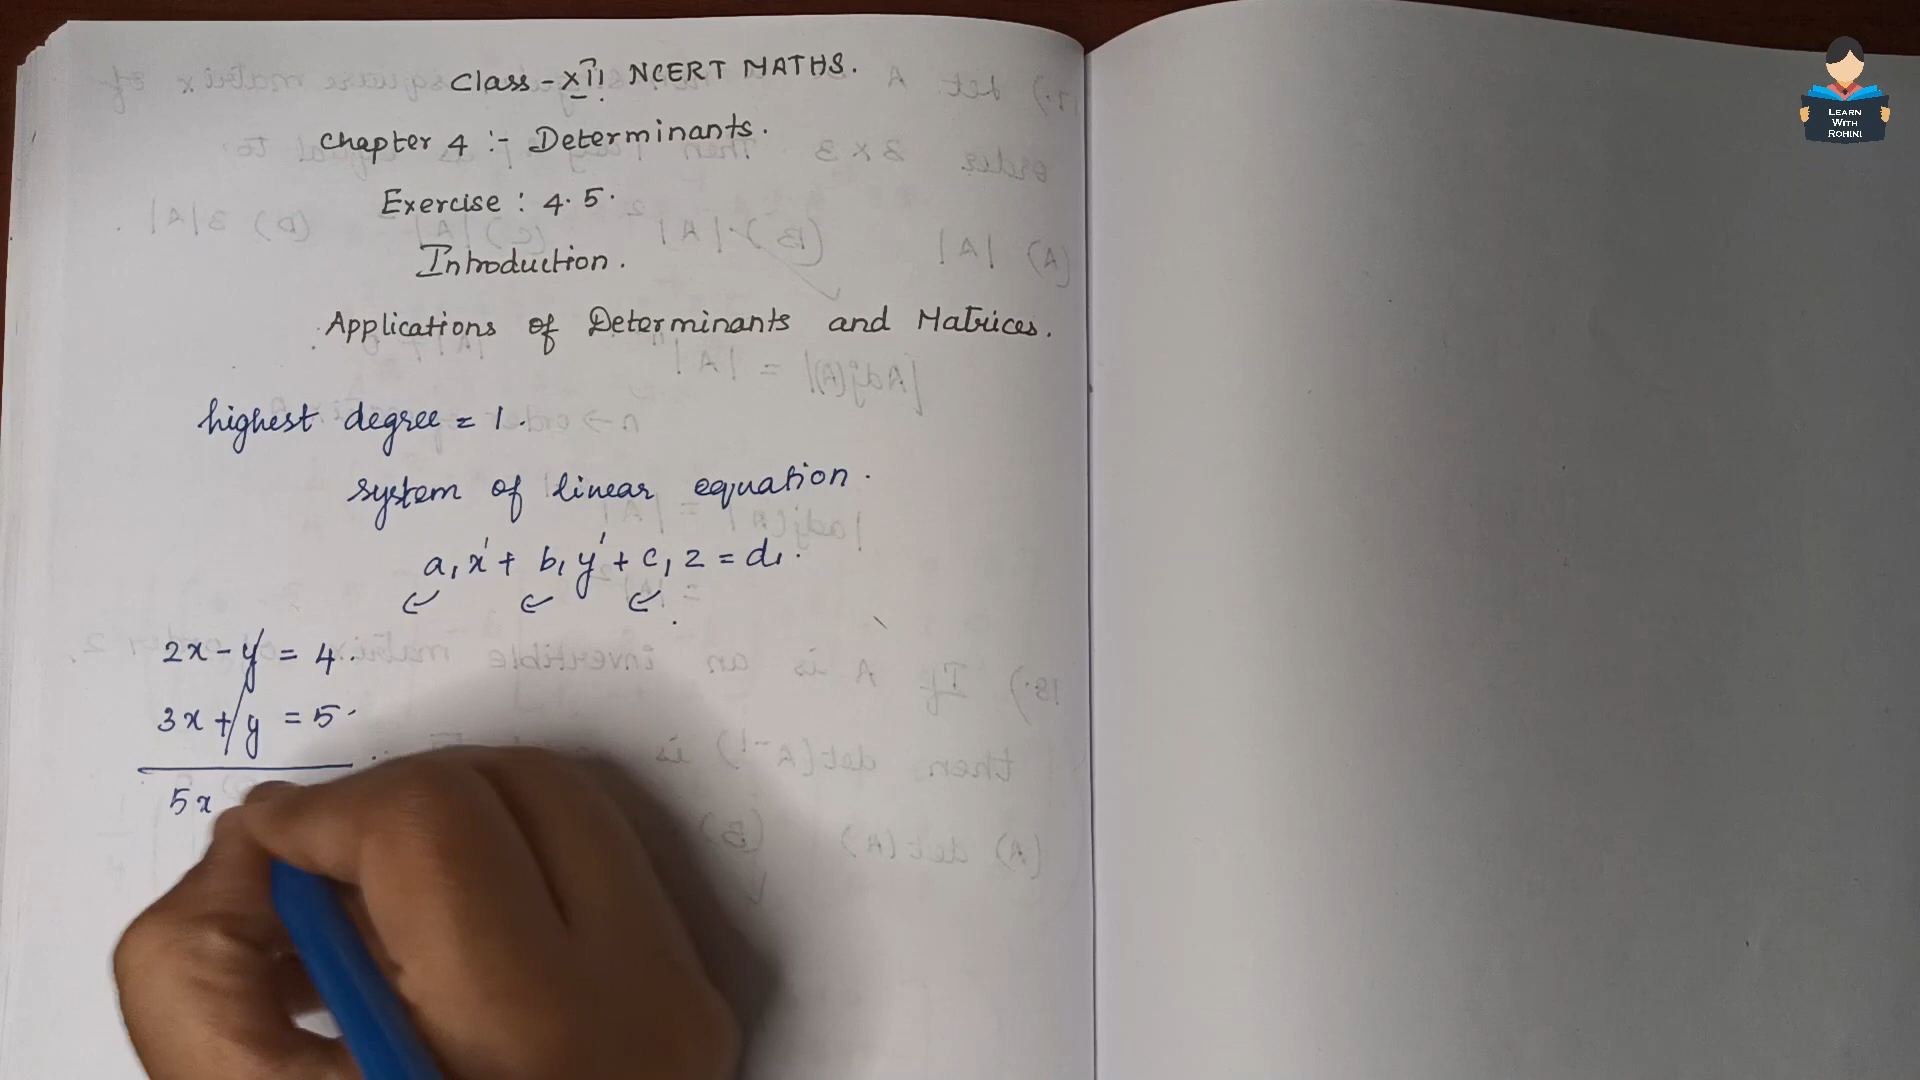 Class - XII NCERT MATHS.
Chapter 4 :- Determinants.
Exercise : 4.5.
Introduction.
Applications of Determinants and Matrices.
highest degree = 1.
system of linear equation.
a₁x¹ + b₁y¹ + c₁z = d₁.
2x - y = 4.
3x + y = 5.
5x
LEARN
WITH
ROHINI